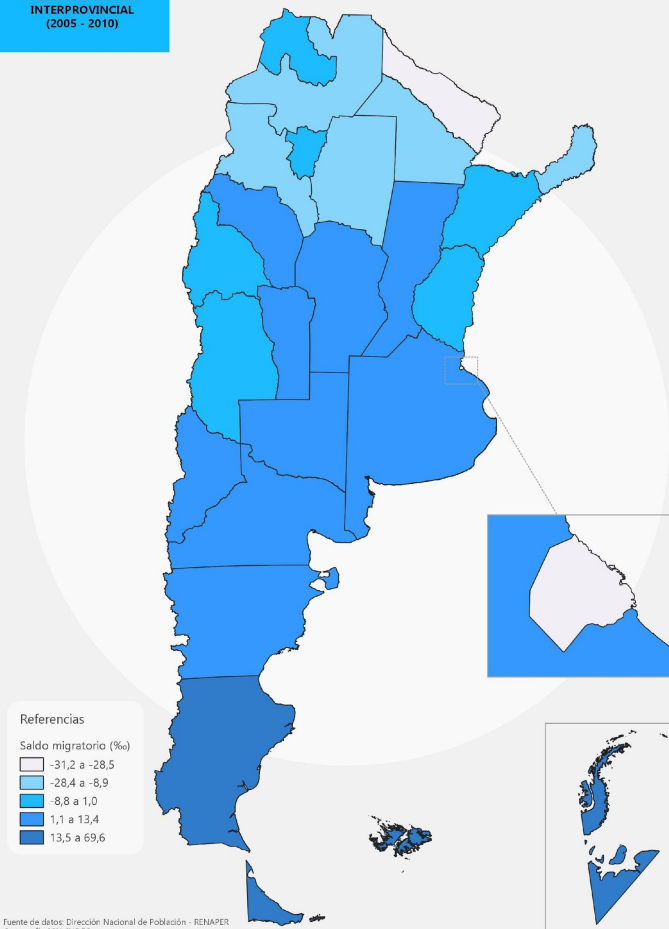 INTERPROVINCIAL
(2005 - 2010)
Referencias
Saldo migratorio (‰)
-31,2 a -28,5
-28,4 a -8,9
-8,8 a 1,0
1,1 a 13,4
13,5 a 69,6
Fuente de datos: Dirección Nacional de Población - RENAPER